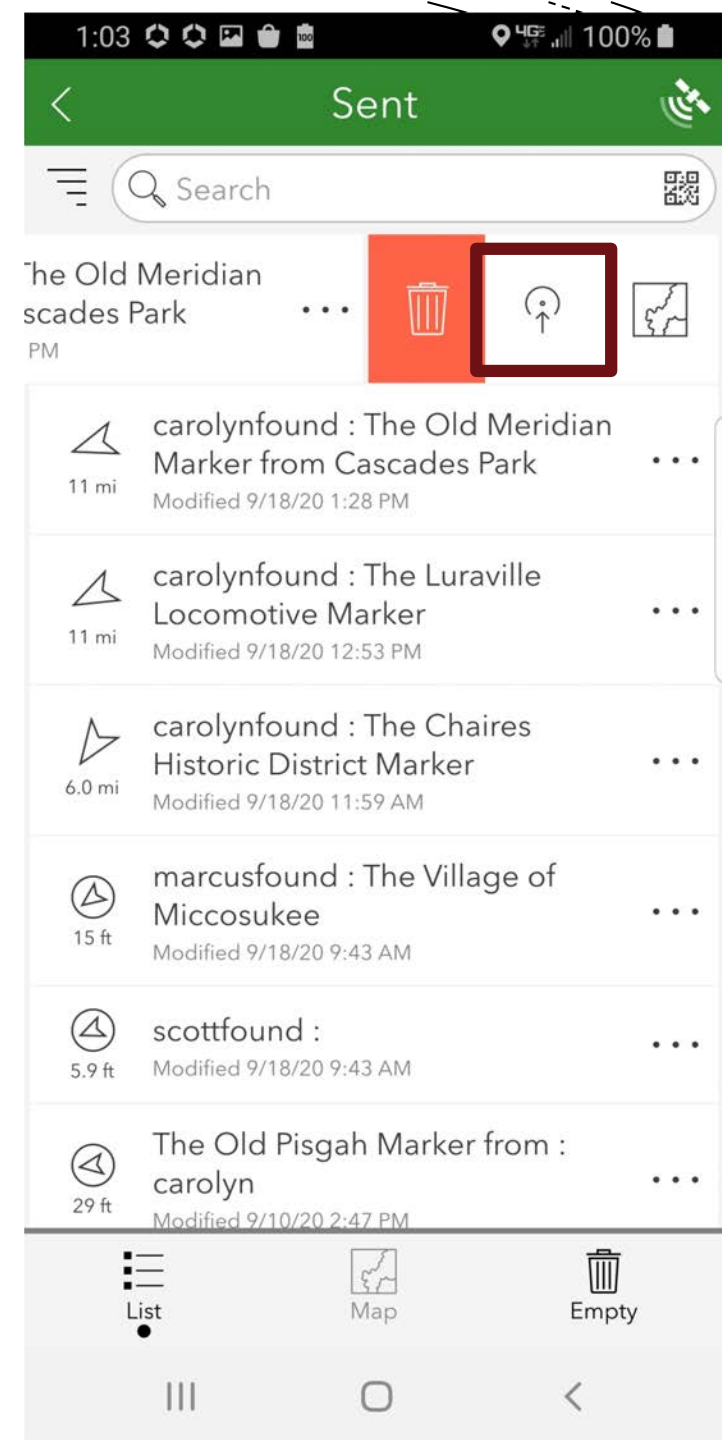 1:03 100 4GE 100%
Sent
Search
The Old Meridian
scades Park
PM
carolynfound : The Old Meridian
Marker from Cascades Park
11 mi
Modified 9/18/20 1:28 PM
carolynfound : The Luraville
Locomotive Marker
11 mi
Modified 9/18/20 12:53 PM
carolynfound : The Chaires
Historic District Marker
6.0 mi
Modified 9/18/20 11:59 AM
marcusfound : The Village of
Miccosukee
15 ft
Modified 9/18/20 9:43 AM
scottfound :
5.9 ft
Modified 9/18/20 9:43 AM
The Old Pisgah Marker from :
carolyn
29 ft
Modified 9/10/20 2:47 PM
List Map Empty